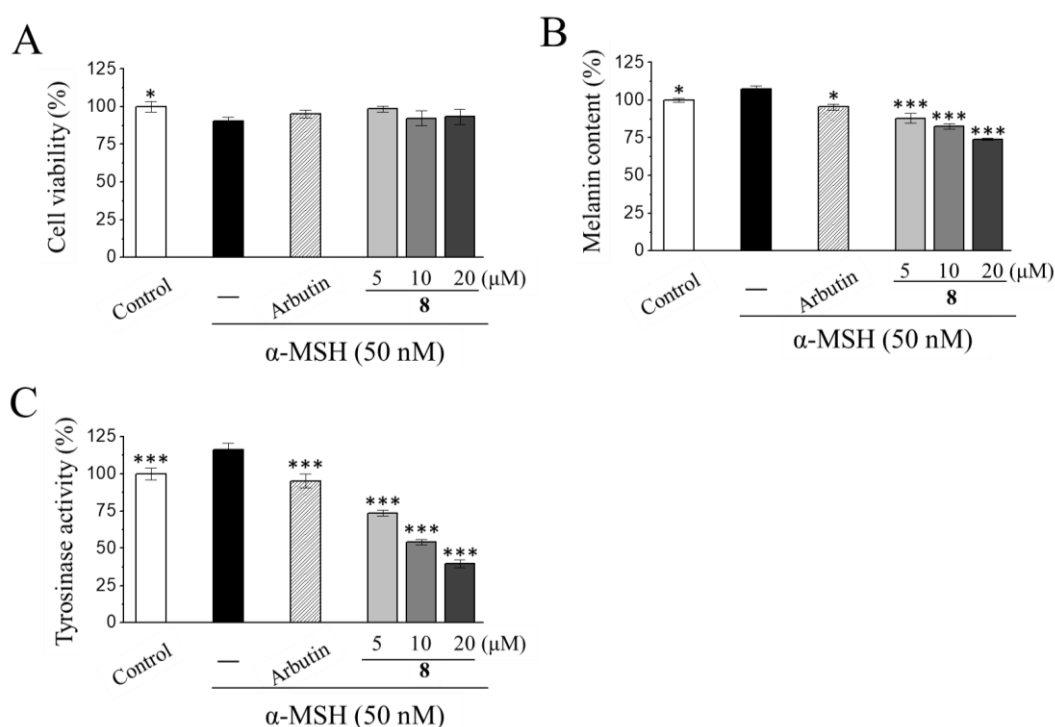 A
Cell viability (%)
125
100
75
50
25
0
*
Control
—
Arbutin
5 10 20 (μM)
8
α-MSH (50 nM)
B
Melanin content (%)
125
100
75
50
25
0
* * *** *** ***
Control
—
Arbutin
5 10 20 (μM)
8
α-MSH (50 nM)
C
Tyrosinase activity (%)
125
100
75
50
25
0
*** *** *** *** ***
Control
—
Arbutin
5 10 20 (μM)
8
α-MSH (50 nM)